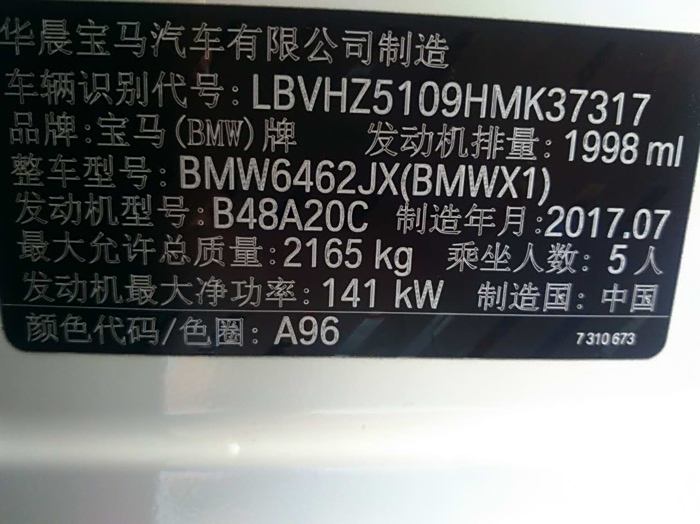 华晨宝马汽车有限公司制造
车辆识别代号: LBVHZ5109HMK37317
品牌: 宝马(BMW)牌 发动机排量: 1998 ml
整车型号: BMW6462JX(BMWX1)
发动机型号: B48A20C 制造年月: 2017.07
最大允许总质量: 2165 kg 乘坐人数: 5人
发动机最大净功率: 141 kW 制造国: 中国
颜色代码/色圈: A96 7 310 673